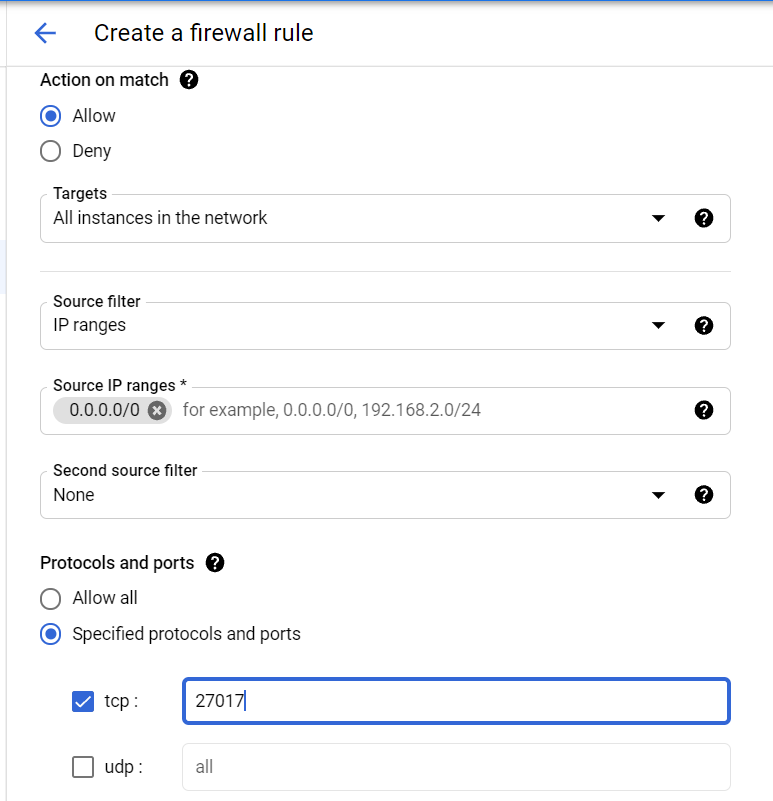 Create a firewall rule
Action on match
Allow
Deny
Targets
All instances in the network
Source filter
IP ranges
Source IP ranges *
0.0.0.0/0 for example, 0.0.0.0/0, 192.168.2.0/24
Second source filter
None
Protocols and ports
Allow all
Specified protocols and ports
tcp : 27017
udp : all